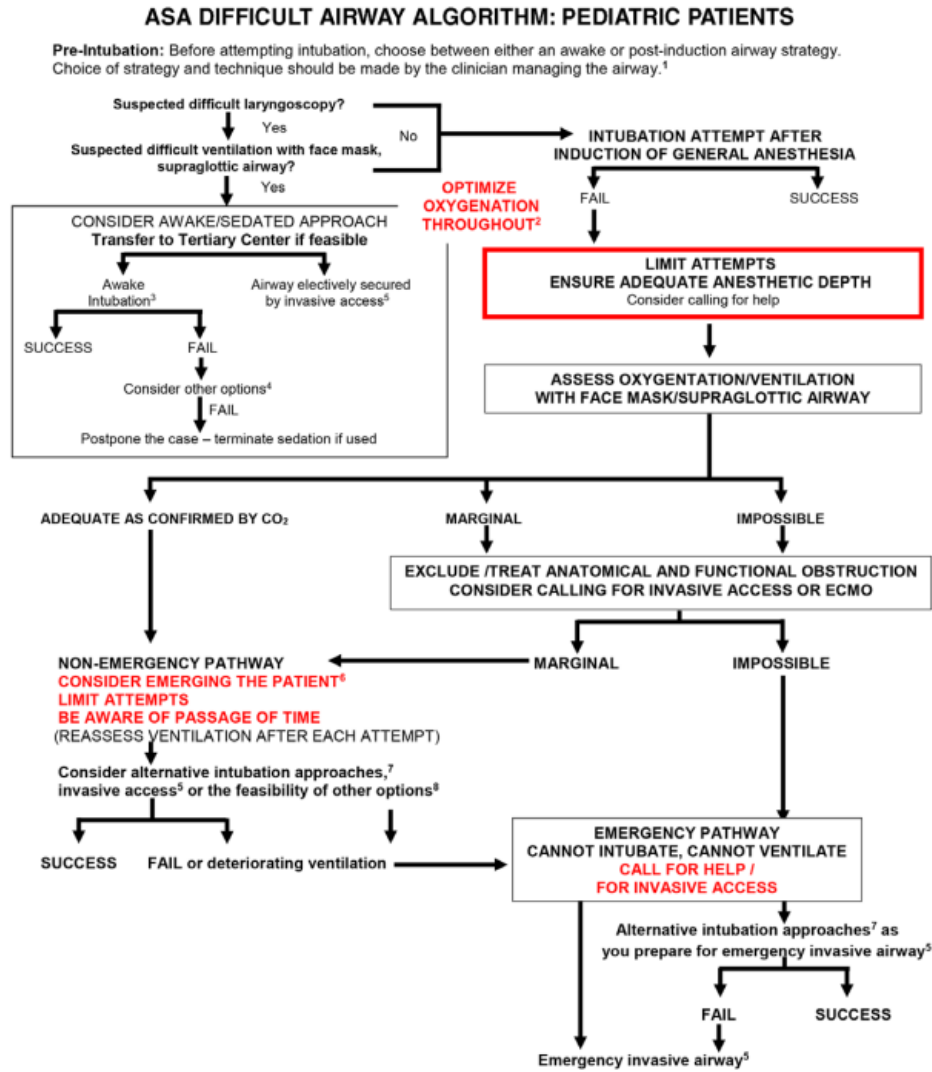 ASA DIFFICULT AIRWAY ALGORITHM: PEDIATRIC PATIENTS
Pre-Intubation: Before attempting intubation, choose between either an awake or post-induction airway strategy.
Choice of strategy and technique should be made by the clinician managing the airway.¹
Suspected difficult laryngoscopy?
Yes
No
Suspected difficult ventilation with face mask,
supraglottic airway?
Yes
INTUBATION ATTEMPT AFTER
INDUCTION OF GENERAL ANESTHESIA
FAIL
SUCCESS
OPTIMIZE
OXYGENATION
THROUGHOUT²
CONSIDER AWAKE/SEDATED APPROACH
Transfer to Tertiary Center if feasible
Awake
Intubation³
Airway electively secured
by invasive access⁵
SUCCESS
FAIL
Consider other options⁴
FAIL
Postpone the case – terminate sedation if used
LIMIT ATTEMPTS
ENSURE ADEQUATE ANESTHETIC DEPTH
Consider calling for help
ASSESS OXYGENTATION/VENTILATION
WITH FACE MASK/SUPRAGLOTTIC AIRWAY
ADEQUATE AS CONFIRMED BY CO₂
MARGINAL
IMPOSSIBLE
EXCLUDE /TREAT ANATOMICAL AND FUNCTIONAL OBSTRUCTION
CONSIDER CALLING FOR INVASIVE ACCESS OR ECMO
MARGINAL
IMPOSSIBLE
NON-EMERGENCY PATHWAY
CONSIDER EMERGING THE PATIENT⁶
LIMIT ATTEMPTS
BE AWARE OF PASSAGE OF TIME
(REASSESS VENTILATION AFTER EACH ATTEMPT)
Consider alternative intubation approaches,⁷
invasive access⁵ or the feasibility of other options⁸
SUCCESS
FAIL or deteriorating ventilation
EMERGENCY PATHWAY
CANNOT INTUBATE, CANNOT VENTILATE
CALL FOR HELP /
FOR INVASIVE ACCESS
Alternative intubation approaches⁷ as
you prepare for emergency invasive airway⁵
FAIL
SUCCESS
Emergency invasive airway⁵